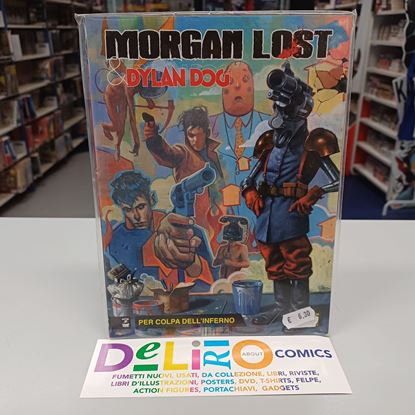 MORGAN LOST
& DYLAN DOG
PER COLPA DELL'INFERNO
€ 6,30
DeLiRiO ABOUT COMICS
FUMETTI NUOVI, USATI, DA COLLEZIONE, LIBRI, RIVISTE,
LIBRI D'ILLUSTRAZIONI, POSTERS, DVD, T-SHIRTS, FELPE,
ACTION FIGURES, PORTACHIAVI, GADGETS